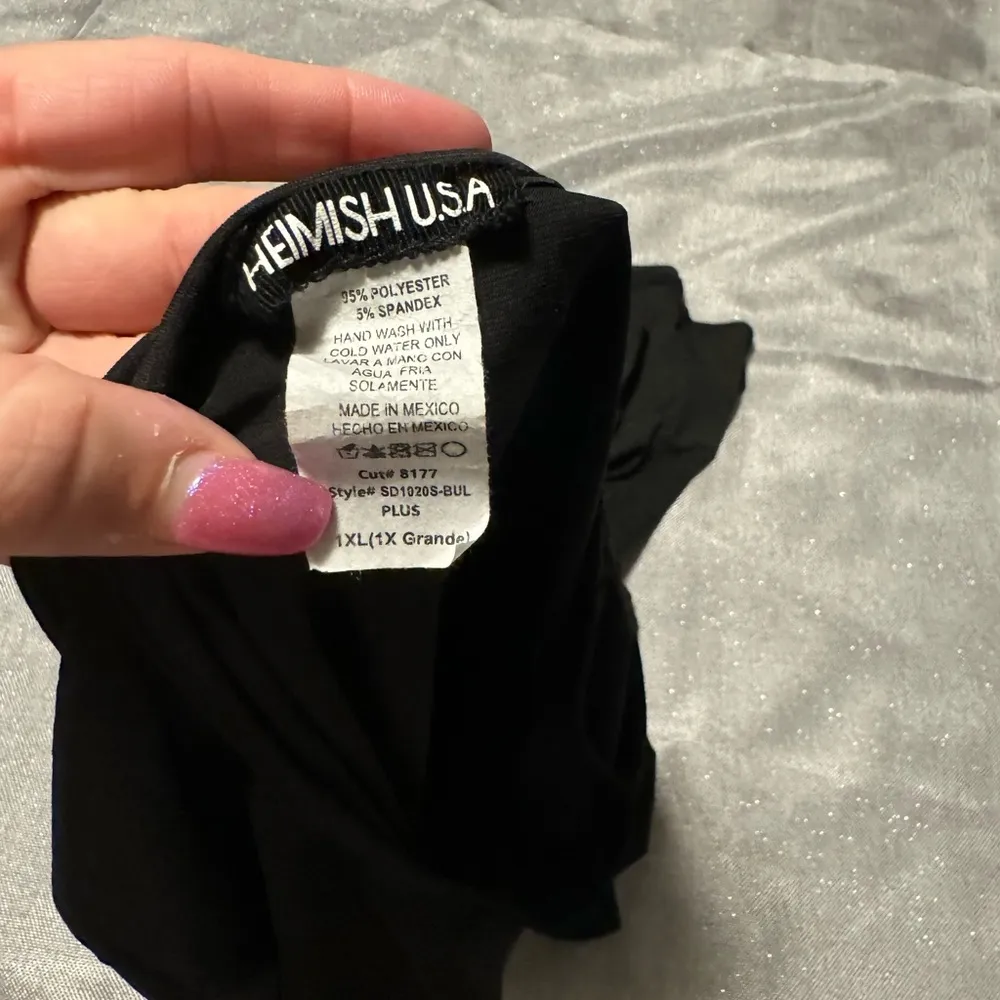 HEIMISH U.S.A
95% POLYESTER
5% SPANDEX
HAND WASH WITH
COLD WATER ONLY
LAVAR A MANO CON
AGUA FRIA
SOLAMENTE
MADE IN MEXICO
HECHO EN MEXICO
Cut# 8177
Style# SD1020S-BUL
PLUS
1XL(1X Grande)